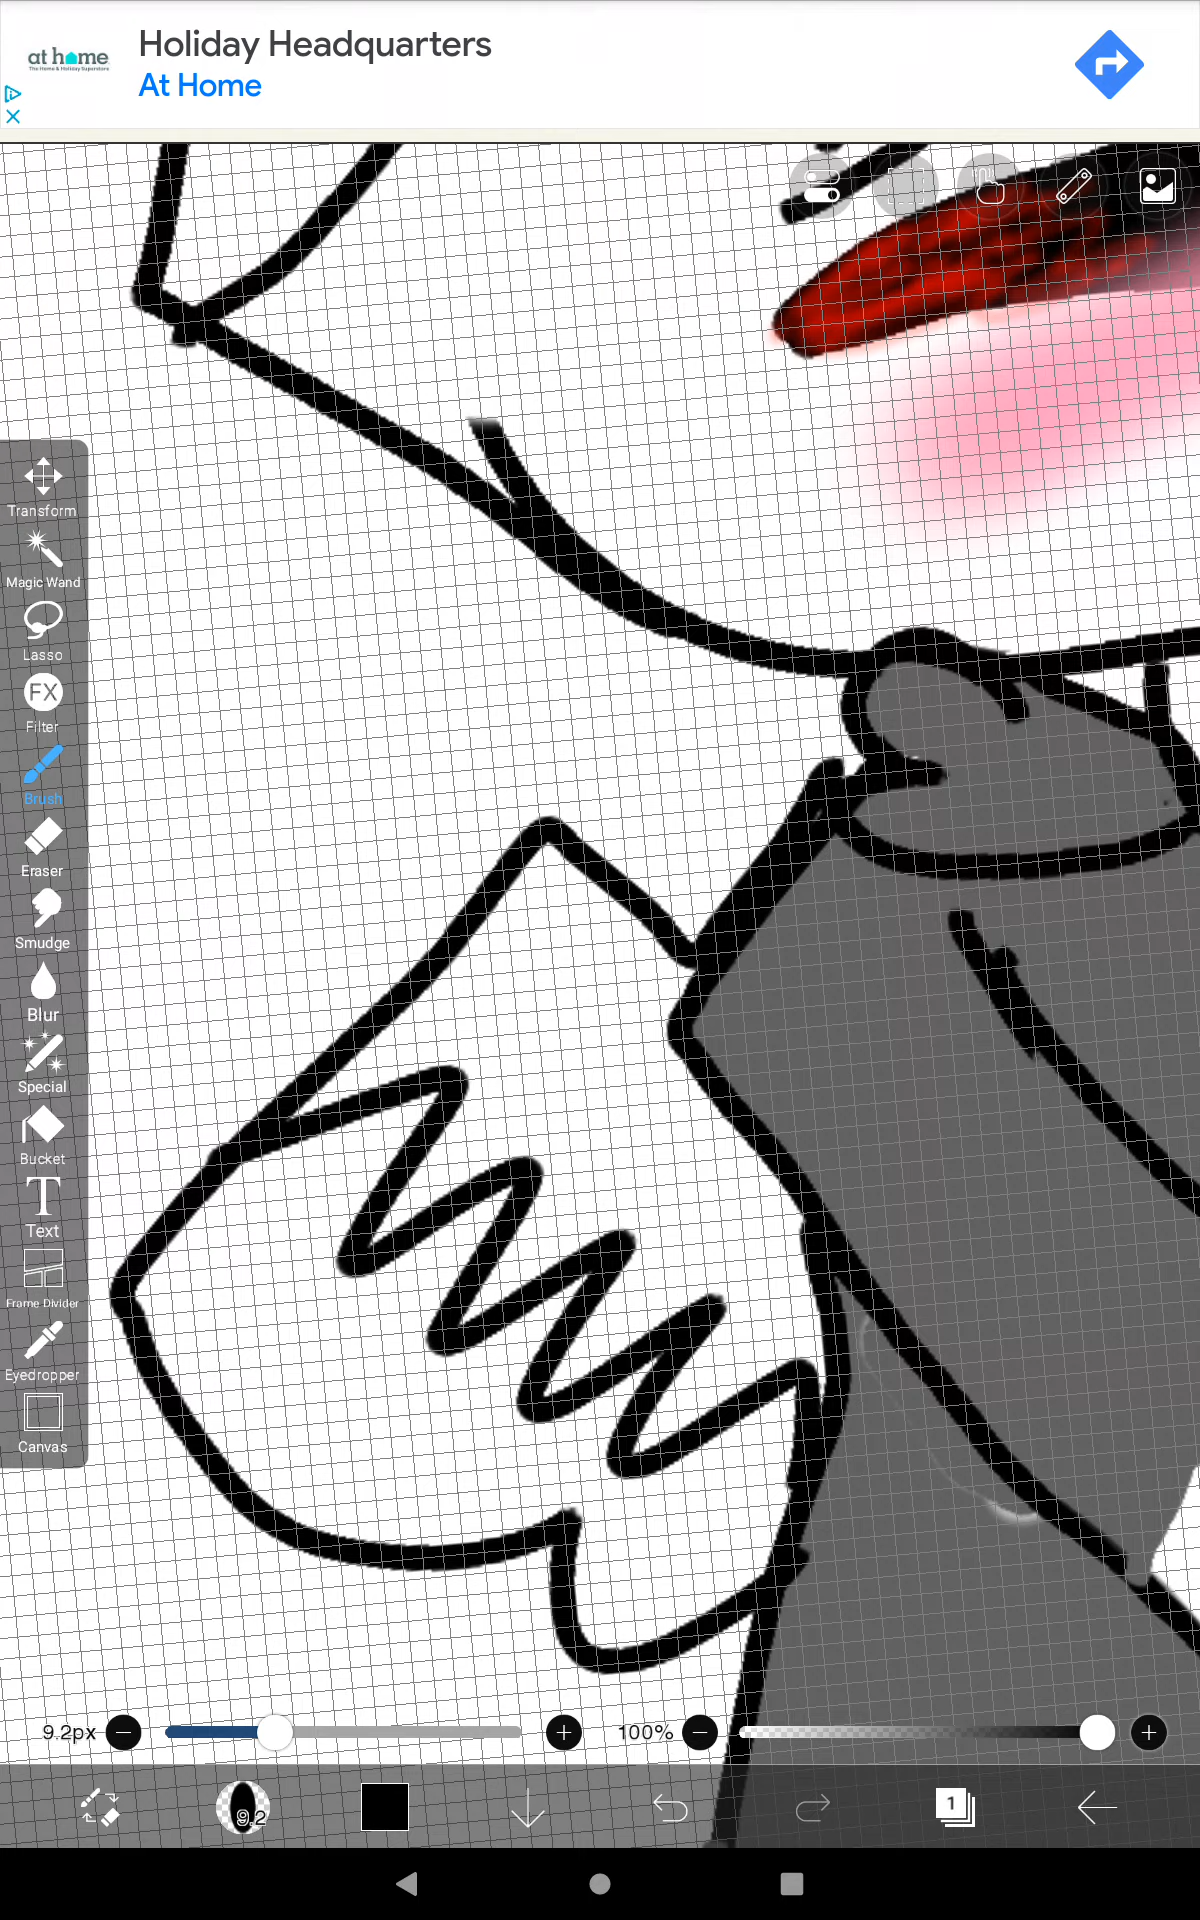 at home
The Home & Holiday Superstore
Holiday Headquarters
At Home
Transform
Magic Wand
Lasso
FX
Filter
Brush
Eraser
Smudge
Blur
Special
Bucket
T
Text
Frame Divider
Eyedropper
Canvas
9.2px
100%
9.2
1